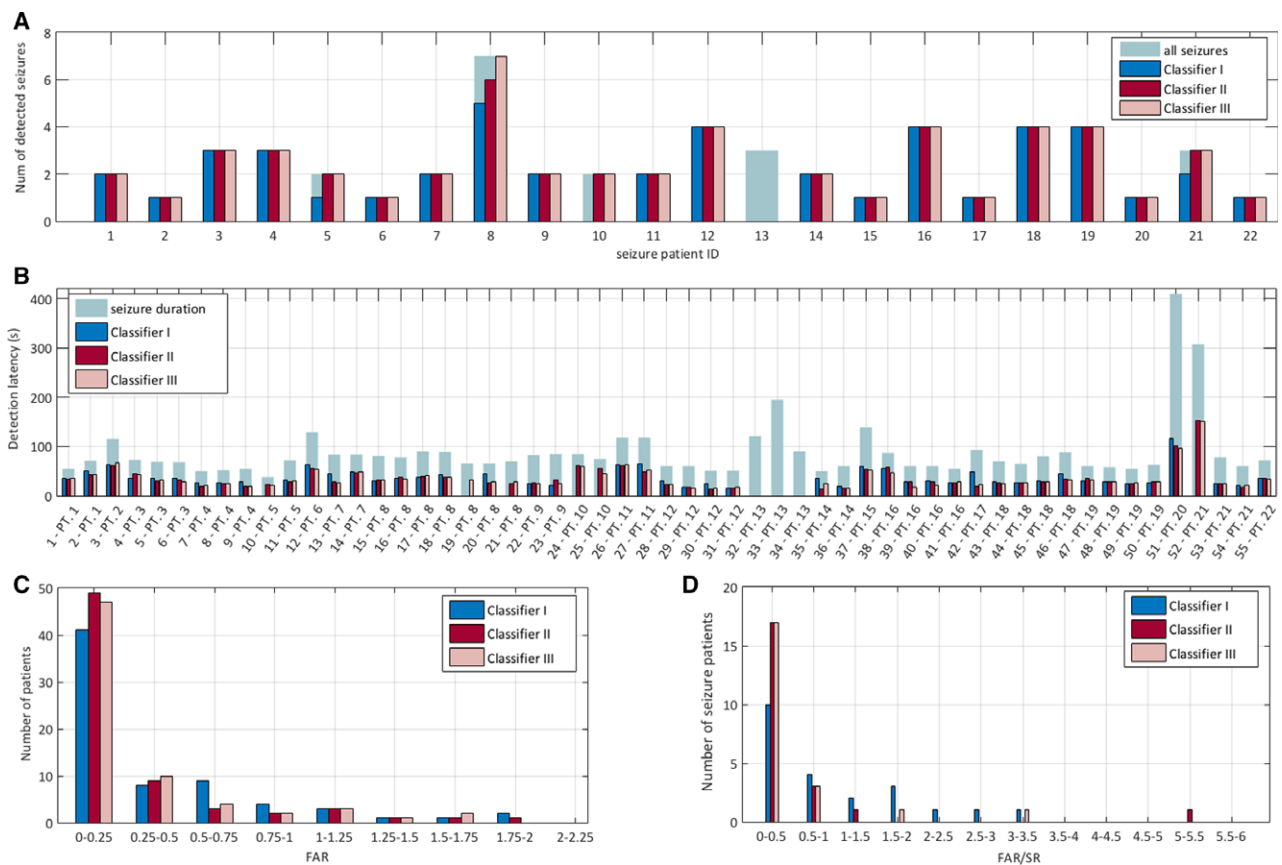 A
Num of detected seizures
8
6
4
2
0
all seizures
Classifier I
Classifier II
Classifier III
1 2 3 4 5 6 7 8 9 10 11 12 13 14 15 16 17 18 19 20 21 22
seizure patient ID
B
Detection latency (s)
400
300
200
100
0
seizure duration
Classifier I
Classifier II
Classifier III
1 - PT. 1
2 - PT. 1
3 - PT. 2
4 - PT. 3
5 - PT. 3
6 - PT. 3
7 - PT. 4
8 - PT. 4
9 - PT. 4
10 - PT. 5
11 - PT. 5
12 - PT. 6
13 - PT. 7
14 - PT. 7
15 - PT. 8
16 - PT. 8
17 - PT. 8
18 - PT. 8
19 - PT. 8
20 - PT. 8
21 - PT. 8
22 - PT. 9
23 - PT. 9
24 - PT. 10
25 - PT. 10
26 - PT. 11
27 - PT. 11
28 - PT. 12
29 - PT. 12
30 - PT. 12
31 - PT. 12
32 - PT. 13
33 - PT. 13
34 - PT. 13
35 - PT. 14
36 - PT. 14
37 - PT. 15
38 - PT. 16
39 - PT. 16
40 - PT. 16
41 - PT. 16
42 - PT. 17
43 - PT. 18
44 - PT. 18
45 - PT. 18
46 - PT. 18
47 - PT. 19
48 - PT. 19
49 - PT. 19
50 - PT. 19
51 - PT. 20
52 - PT. 21
53 - PT. 21
54 - PT. 21
55 - PT. 22
C
Number of patients
50
40
30
20
10
0
Classifier I
Classifier II
Classifier III
0-0.25 0.25-0.5 0.5-0.75 0.75-1 1-1.25 1.25-1.5 1.5-1.75 1.75-2 2-2.25
FAR
D
Number of seizure patients
20
15
10
5
0
Classifier I
Classifier II
Classifier III
0-0.5 0.5-1 1-1.5 1.5-2 2-2.5 2.5-3 3-3.5 3.5-4 4-4.5 4.5-5 5-5.5 5.5-6
FAR/SR